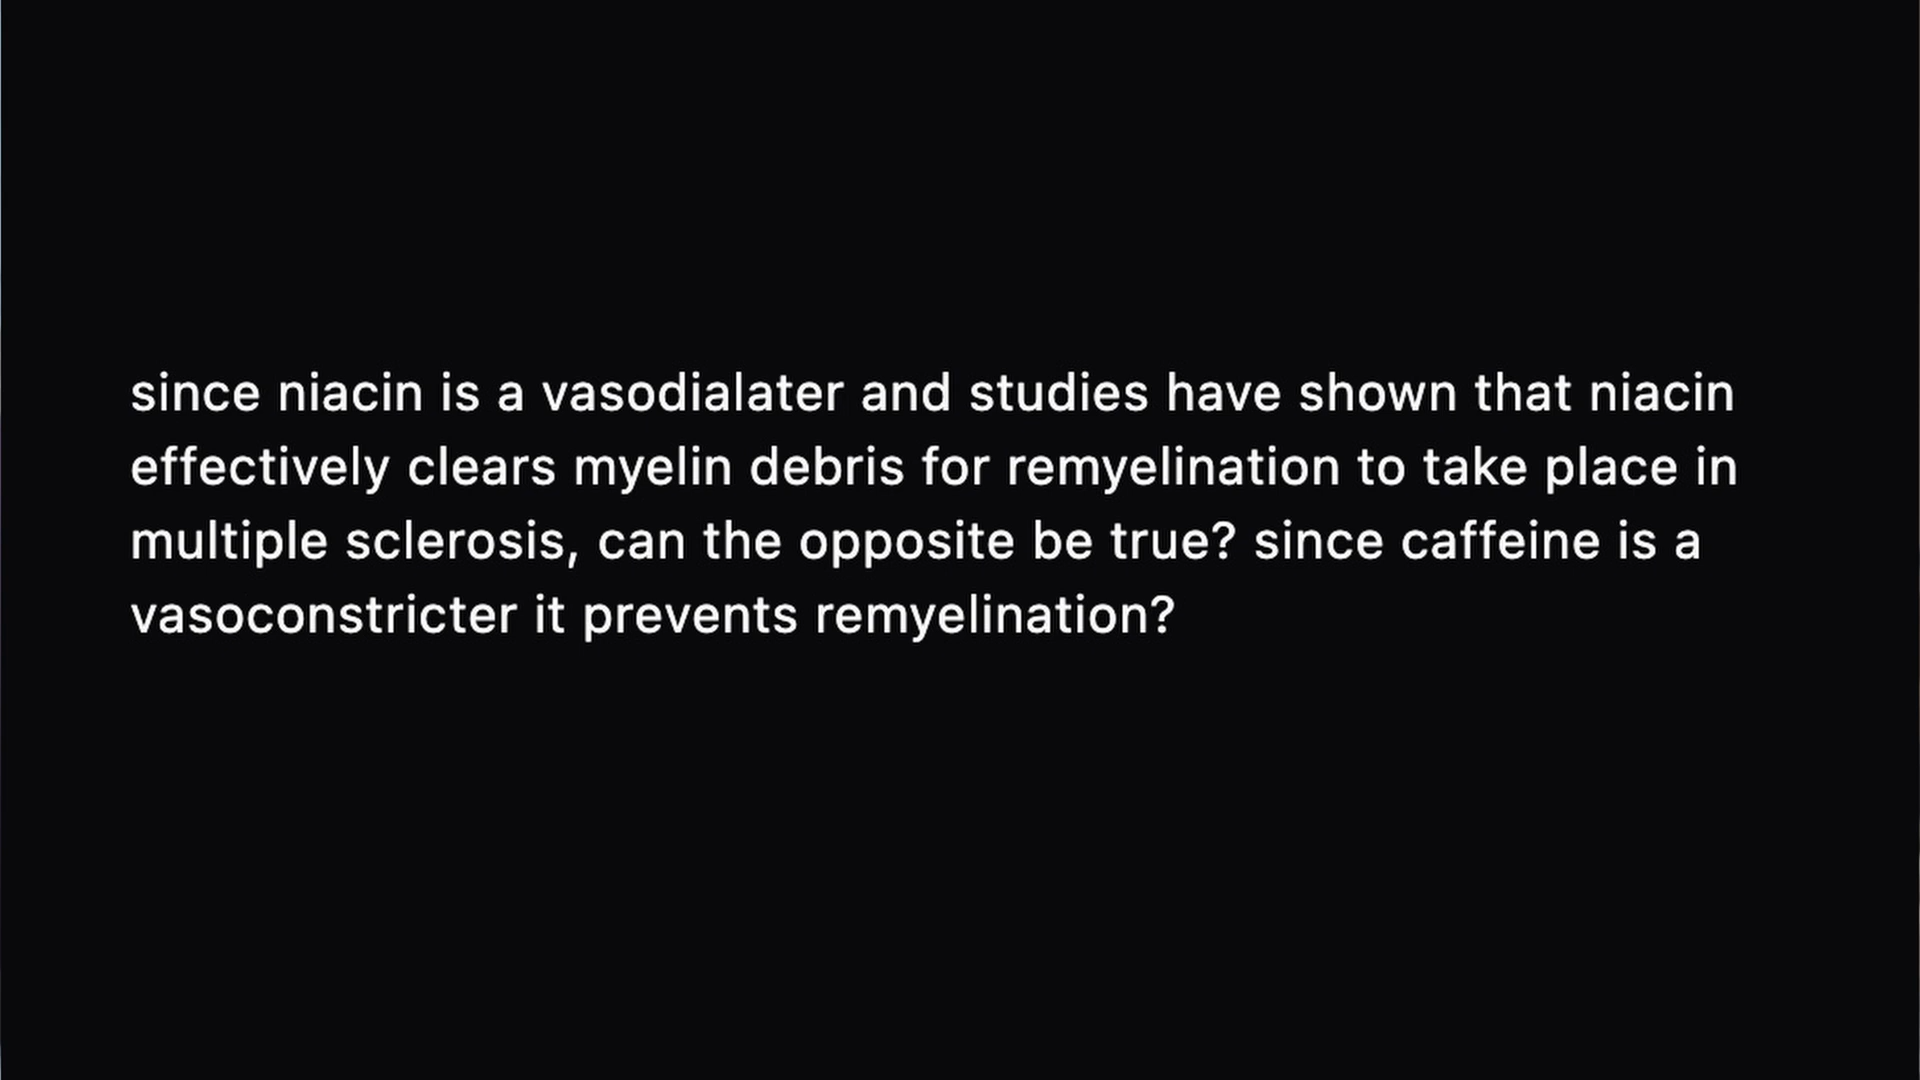 since niacin is a vasodialater and studies have shown that niacin
effectively clears myelin debris for remyelination to take place in
multiple sclerosis, can the opposite be true? since caffeine is a
vasoconstricter it prevents remyelination?